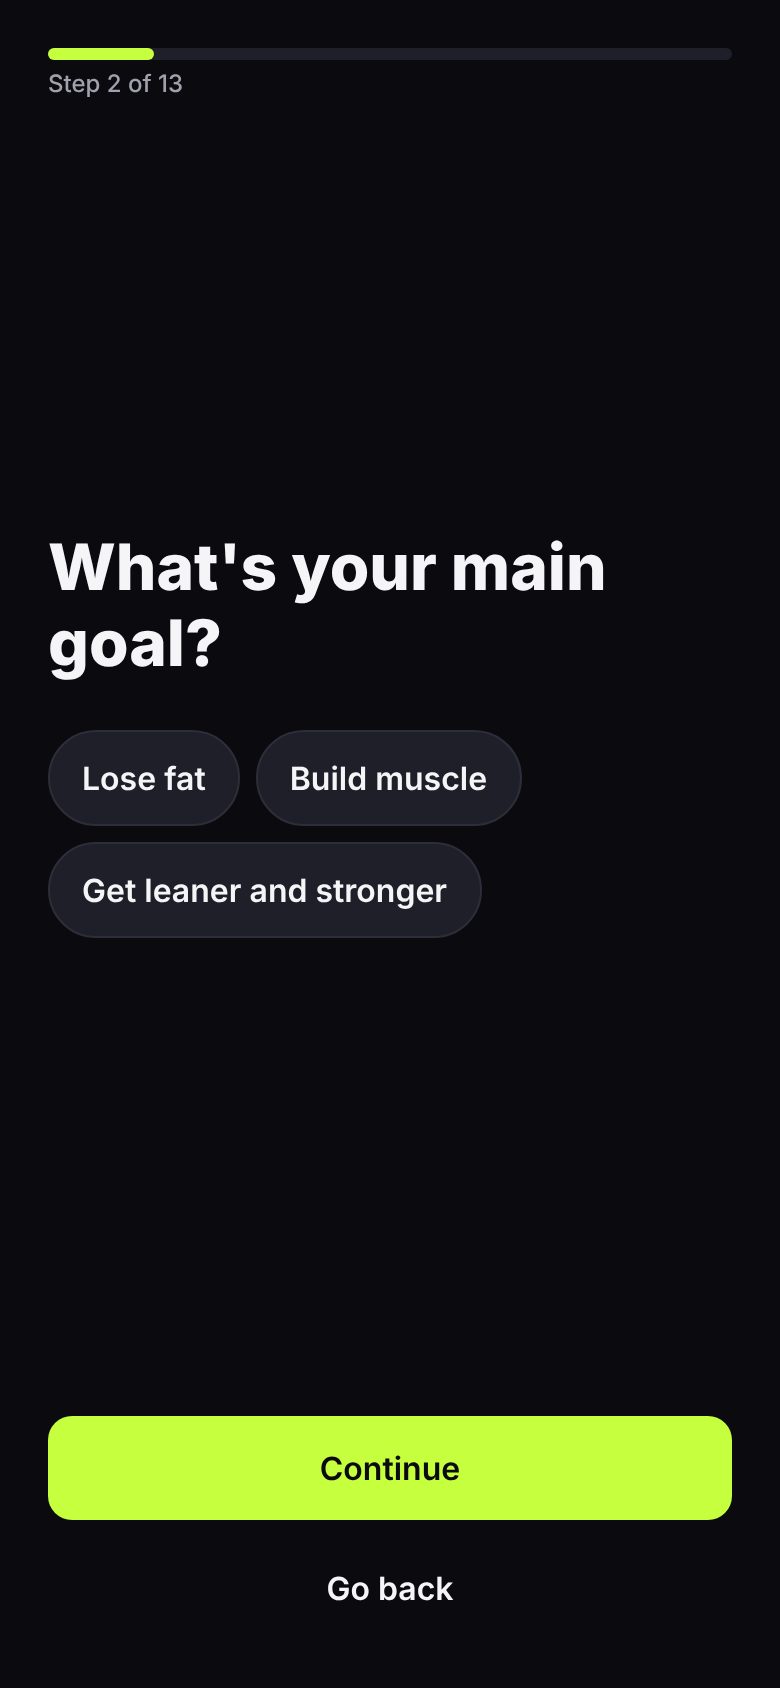 Step 2 of 13
What's your main
goal?
Lose fat
Build muscle
Get leaner and stronger
Continue
Go back